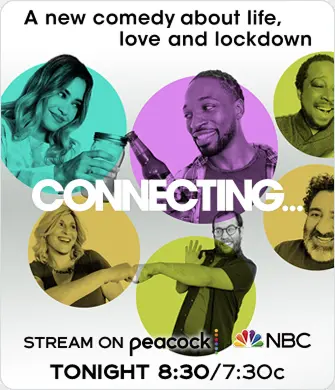 A new comedy about life,
love and lockdown
CONNECTING...
STREAM ON peacock NBC
TONIGHT 8:30/7:30c